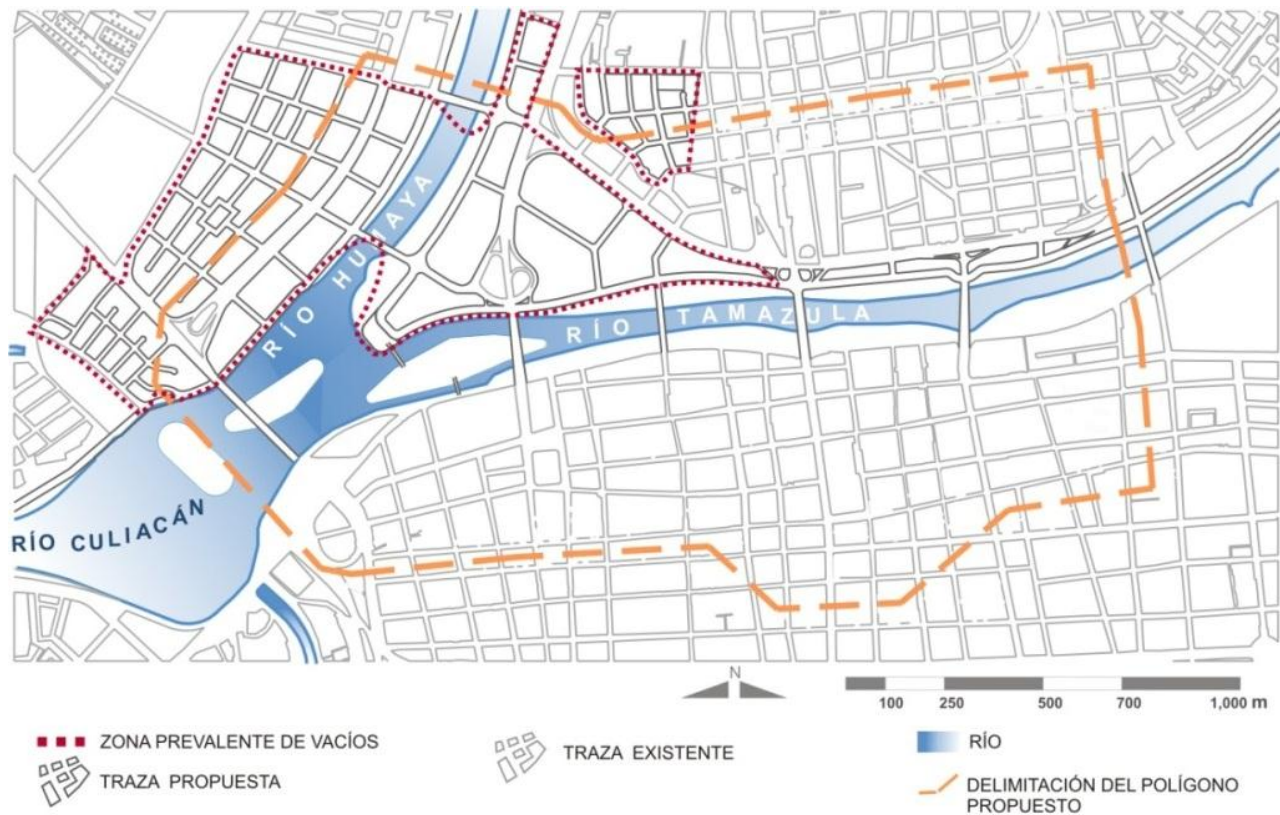 RÍO HUMAYA
RÍO TAMAZULA
RÍO CULIACÁN
N
100 250 500 700 1,000 m
ZONA PREVALENTE DE VACÍOS
TRAZA PROPUESTA
TRAZA EXISTENTE
RÍO
DELIMITACIÓN DEL POLÍGONO
PROPUESTO